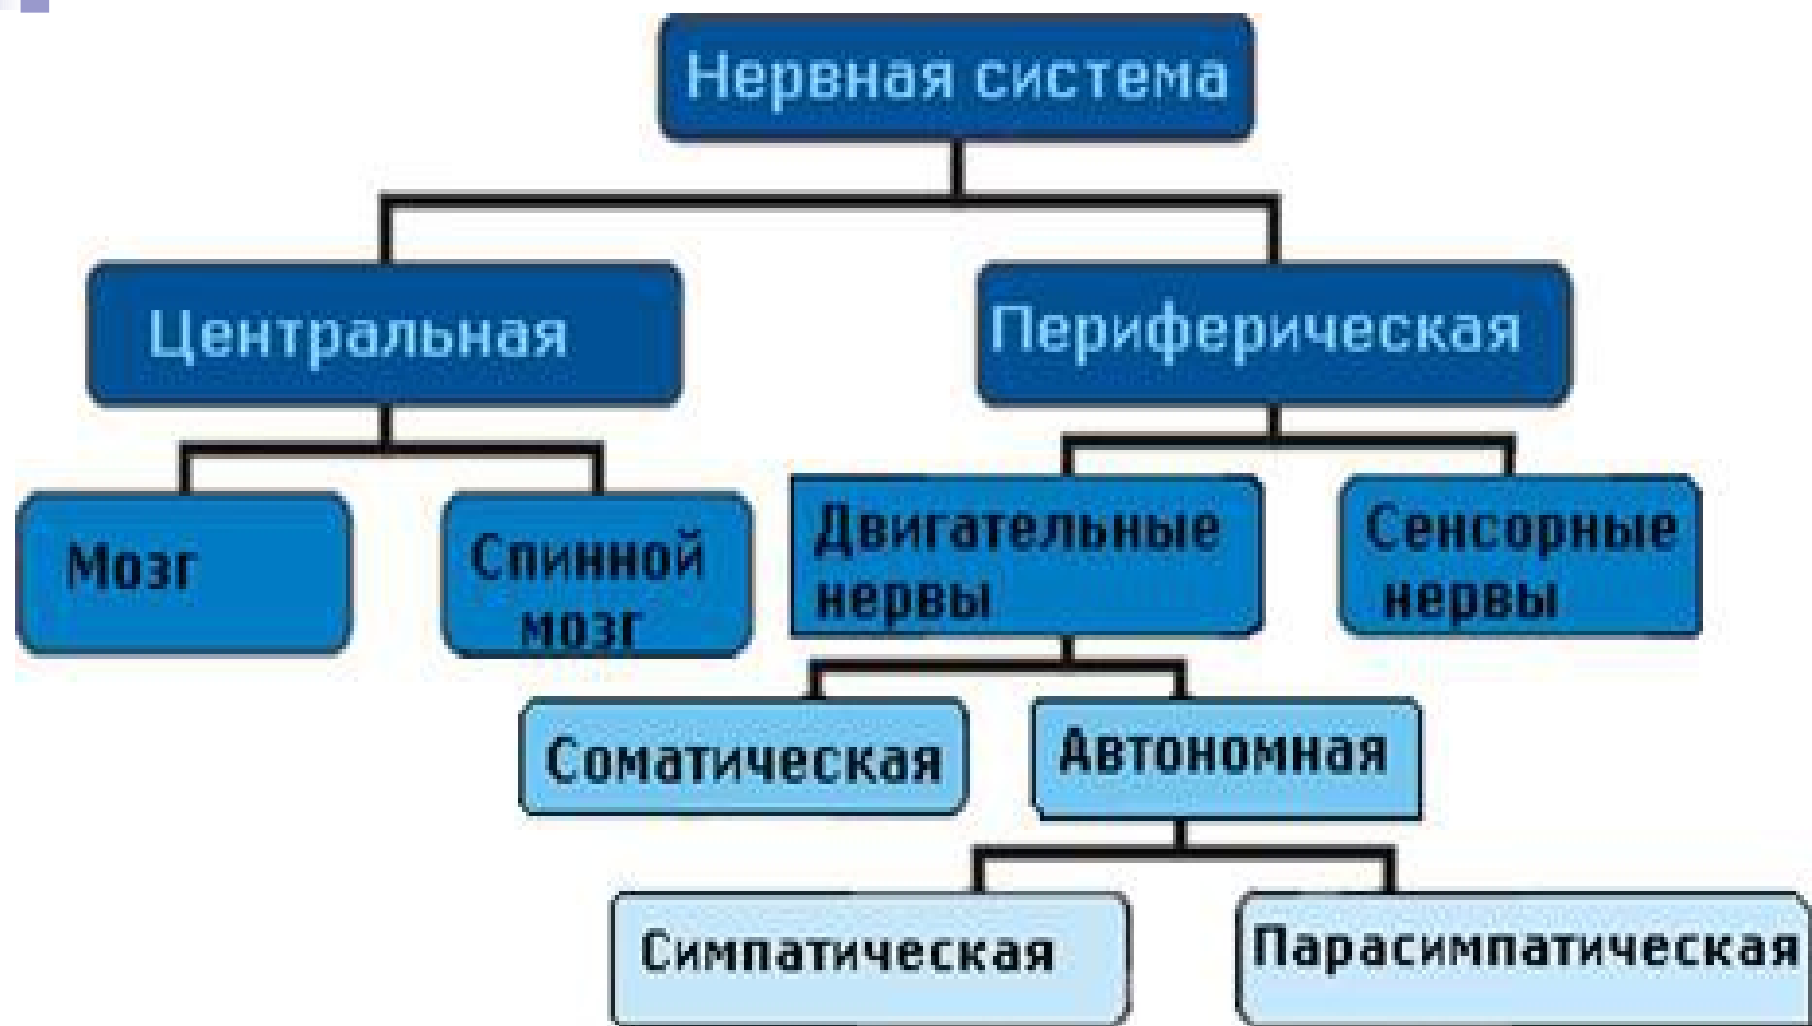 Нервная система
Центральная
Периферическая
Мозг
Спинной
мозг
Двигательные
нервы
Сенсорные
нервы
Соматическая
Автономная
Симпатическая
Парасимпатическая